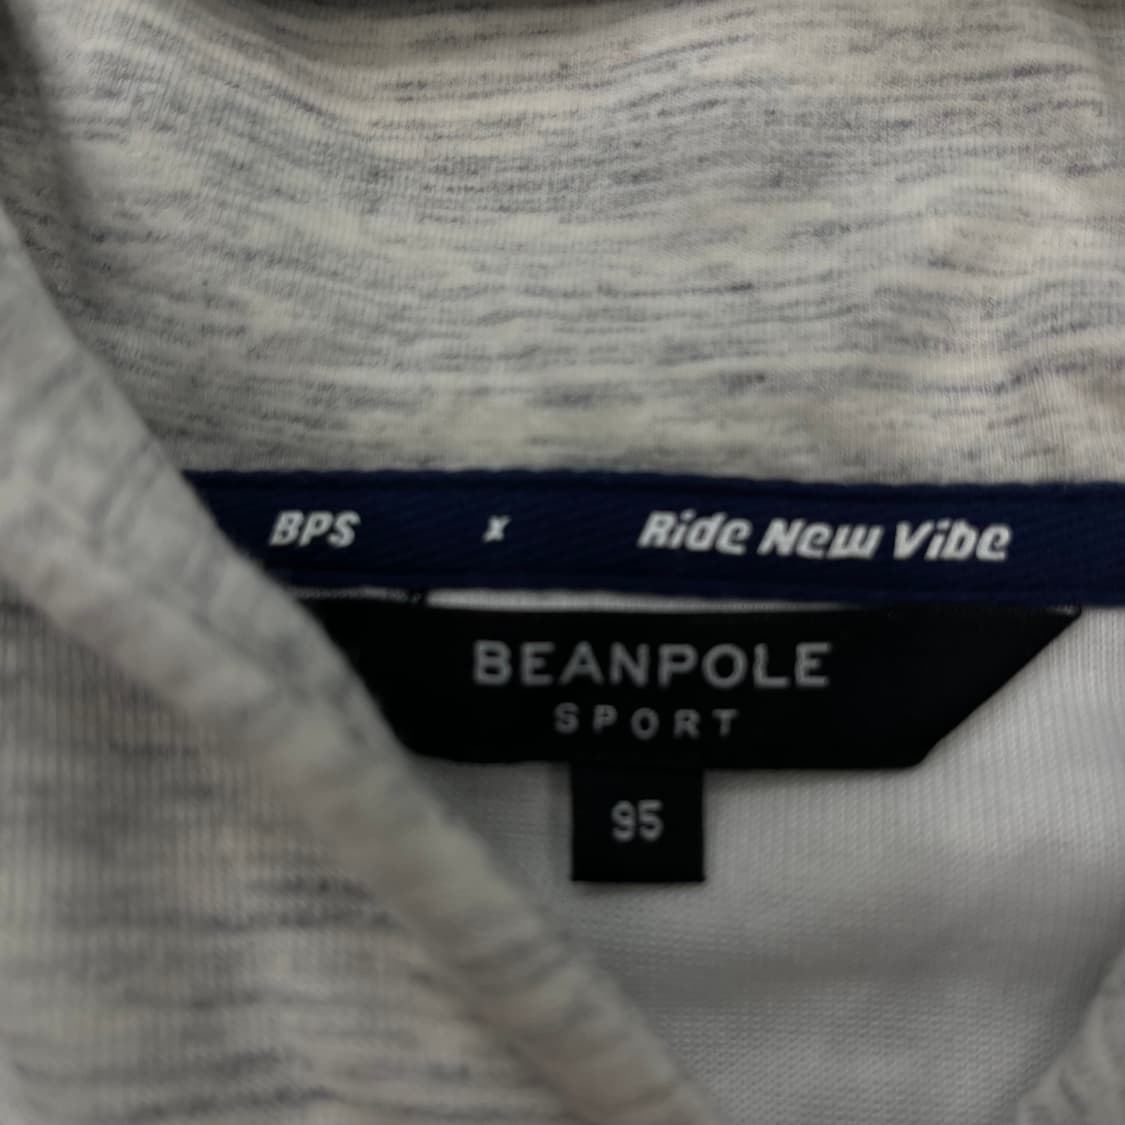 BPS x Ride New Vibe
BEANPOLE
SPORT
95